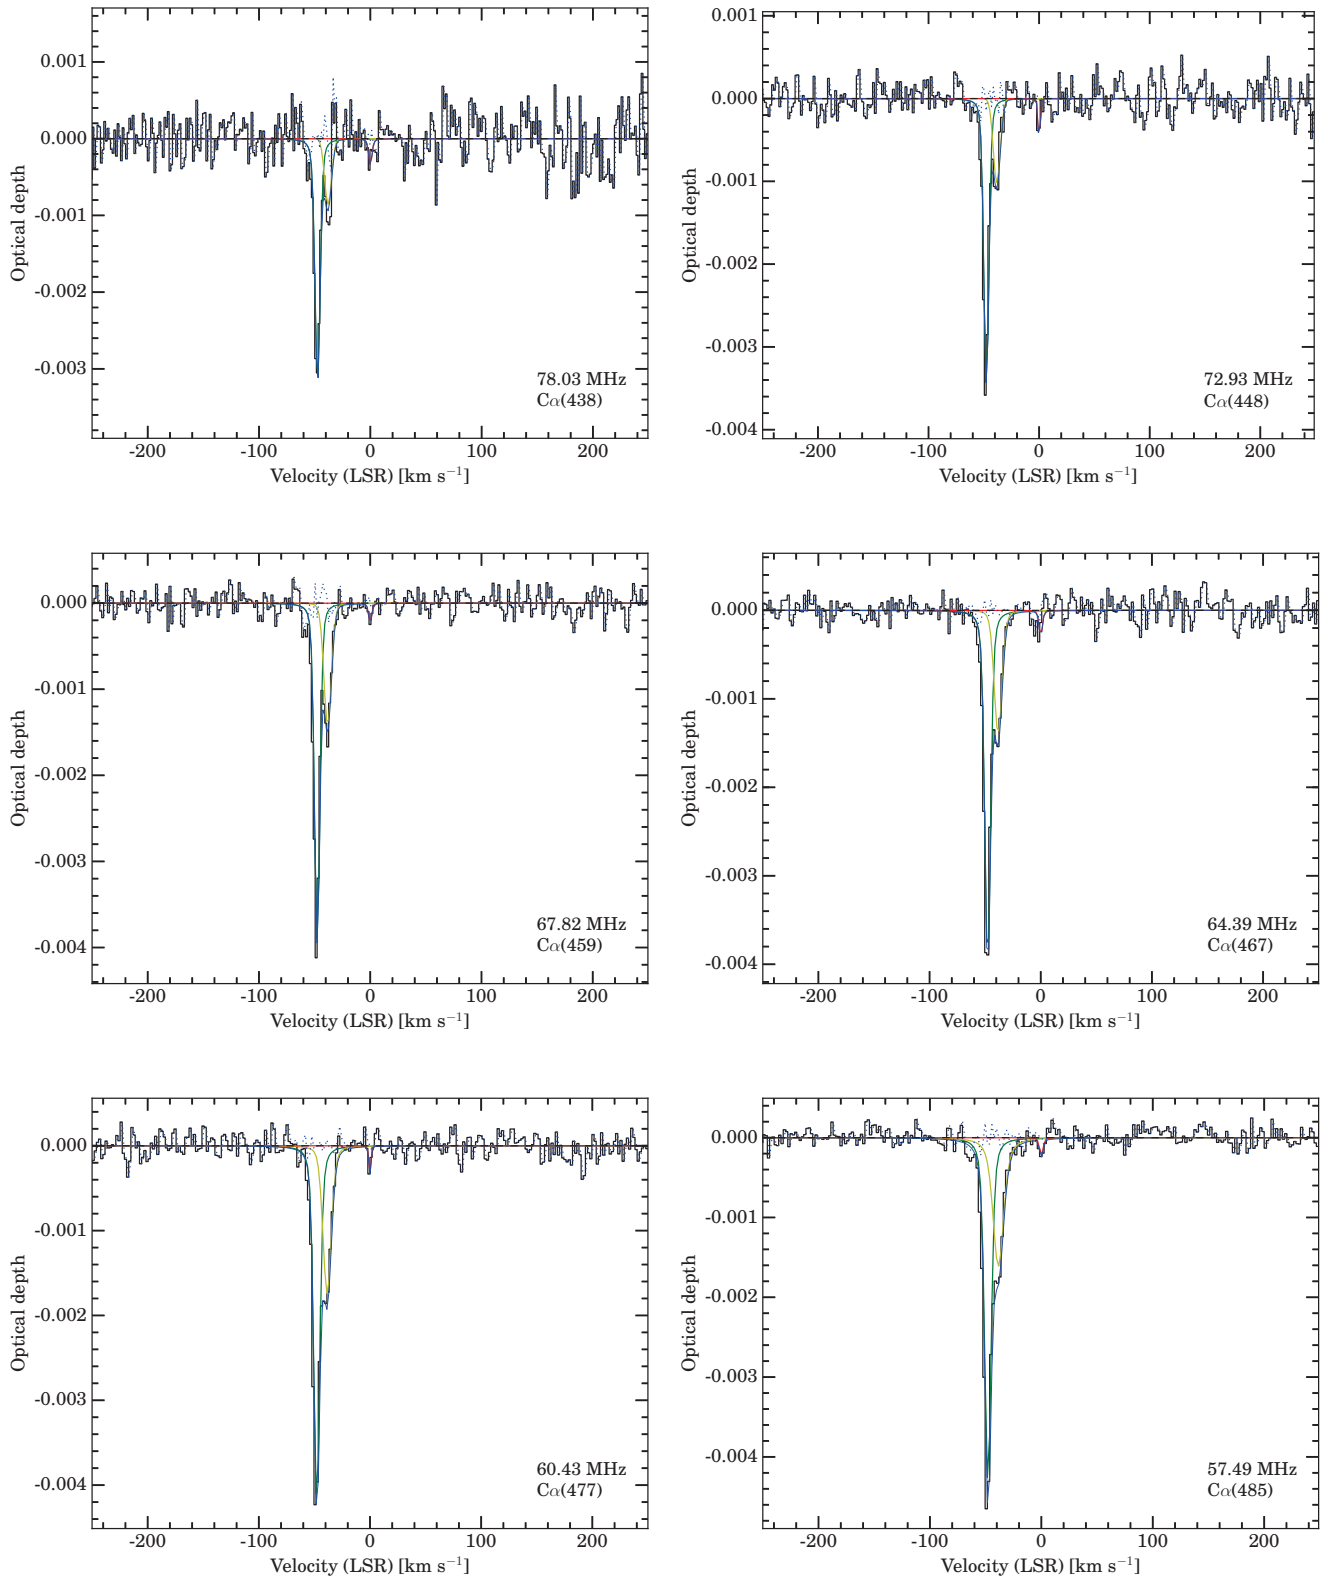 0.001
0.000
-0.001
-0.002
-0.003
Optical depth
78.03 MHz
Cα(438)
-200 -100 0 100 200
Velocity (LSR) [km s⁻¹]
0.001
0.000
-0.001
-0.002
-0.003
-0.004
Optical depth
72.93 MHz
Cα(448)
-200 -100 0 100 200
Velocity (LSR) [km s⁻¹]
0.000
-0.001
-0.002
-0.003
-0.004
Optical depth
67.82 MHz
Cα(459)
-200 -100 0 100 200
Velocity (LSR) [km s⁻¹]
0.000
-0.001
-0.002
-0.003
-0.004
Optical depth
64.39 MHz
Cα(467)
-200 -100 0 100 200
Velocity (LSR) [km s⁻¹]
0.000
-0.001
-0.002
-0.003
-0.004
Optical depth
60.43 MHz
Cα(477)
-200 -100 0 100 200
Velocity (LSR) [km s⁻¹]
0.000
-0.001
-0.002
-0.003
-0.004
Optical depth
57.49 MHz
Cα(485)
-200 -100 0 100 200
Velocity (LSR) [km s⁻¹]